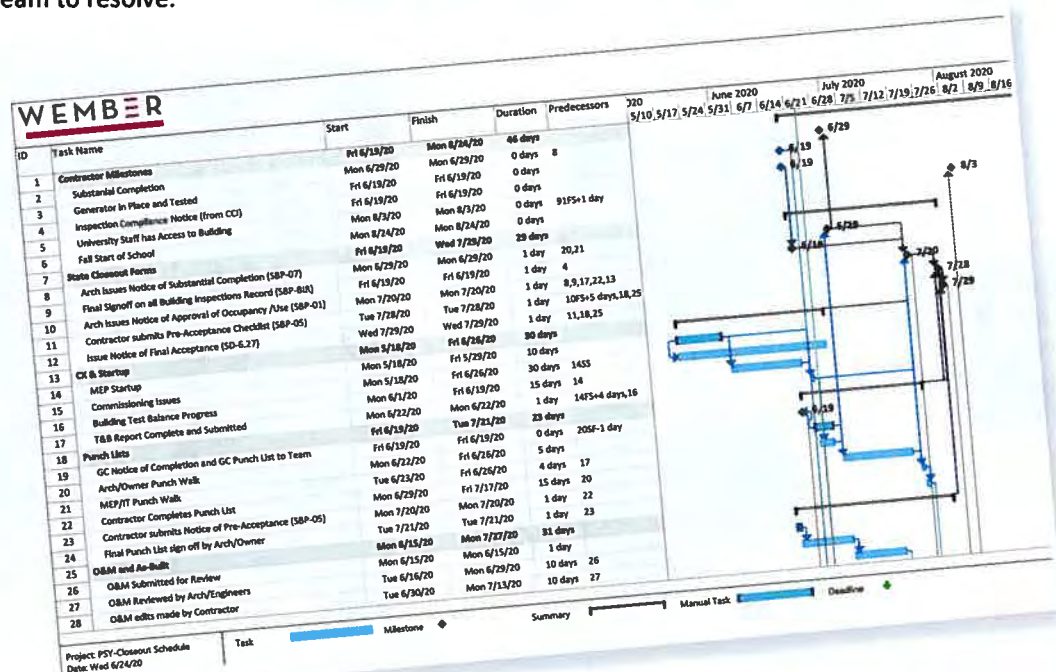 eam to resolve.
WEMBER
ID Task Name Start Finish Duration Predecessors 020 June 2020 July 2020 August 2020
5/10 5/17 5/24 5/31 6/7 6/14 6/21 6/28 7/5 7/12 7/19 7/26 8/2 8/9 8/16
1 Contractor Milestones Fri 6/19/20 Mon 8/24/20 46 days
2 Substantial Completion Mon 6/29/20 Mon 6/29/20 0 days 8 6/29
3 Generator in Place and Tested Fri 6/19/20 Fri 6/19/20 0 days 6/19
4 Inspection Compliance Notice (from CCI) Fri 6/19/20 Fri 6/19/20 0 days 6/19
5 University Staff has Access to Building Mon 8/3/20 Mon 8/3/20 0 days 91FS+1 day 8/3
6 Fall Start of School Mon 8/24/20 Mon 8/24/20 0 days
7 State Closeout Forms Fri 6/19/20 Wed 7/29/20 29 days
8 Arch Issues Notice of Substantial Completion (SBP-07) Mon 6/29/20 Mon 6/29/20 1 day 20,21 6/29
9 Final Signoff on all Building Inspections Record (SBP-BIR) Fri 6/19/20 Fri 6/19/20 1 day 4
10 Arch Issues Notice of Approval of Occupancy /Use (SBP-01) Mon 7/20/20 Mon 7/20/20 1 day 8,9,17,22,13 7/20
11 Contractor submits Pre-Acceptance Checklist (SBP-05) Tue 7/28/20 Tue 7/28/20 1 day 10FS+5 days,18,25 7/28
12 Issue Notice of Final Acceptance (SD-6.27) Wed 7/29/20 Wed 7/29/20 1 day 11,18,25 7/29
13 CX & Startup Mon 5/18/20 Fri 6/26/20 30 days
14 MEP Startup Mon 5/18/20 Fri 5/29/20 10 days
15 Commissioning Issues Mon 5/18/20 Fri 6/26/20 30 days 14SS
16 Building Test Balance Progress Mon 6/1/20 Fri 6/19/20 15 days 14
17 T&B Report Complete and Submitted Mon 6/22/20 Mon 6/22/20 1 day 14FS+4 days,16
18 Punch Lists Fri 6/19/20 Tue 7/21/20 23 days
19 GC Notice of Completion and GC Punch List to Team Fri 6/19/20 Fri 6/19/20 0 days 20SF-1 day 6/19
20 Arch/Owner Punch Walk Mon 6/22/20 Fri 6/26/20 5 days
21 MEP/IT Punch Walk Tue 6/23/20 Fri 6/26/20 4 days 17
22 Contractor Completes Punch List Mon 6/29/20 Fri 7/17/20 15 days 20
23 Contractor submits Notice of Pre-Acceptance (SBP-05) Mon 7/20/20 Mon 7/20/20 1 day 22
24 Final Punch List sign off by Arch/Owner Tue 7/21/20 Tue 7/21/20 1 day 23
25 O&M and As-Built Mon 6/15/20 Mon 7/27/20 31 days
26 O&M Submitted for Review Mon 6/15/20 Mon 6/15/20 1 day
27 O&M Reviewed by Arch/Engineers Tue 6/16/20 Mon 6/29/20 10 days 26
28 O&M edits made by Contractor Tue 6/30/20 Mon 7/13/20 10 days 27
Project: PSY-Closeout Schedule Task Milestone Summary Manual Task Deadline
Date: Wed 6/24/20